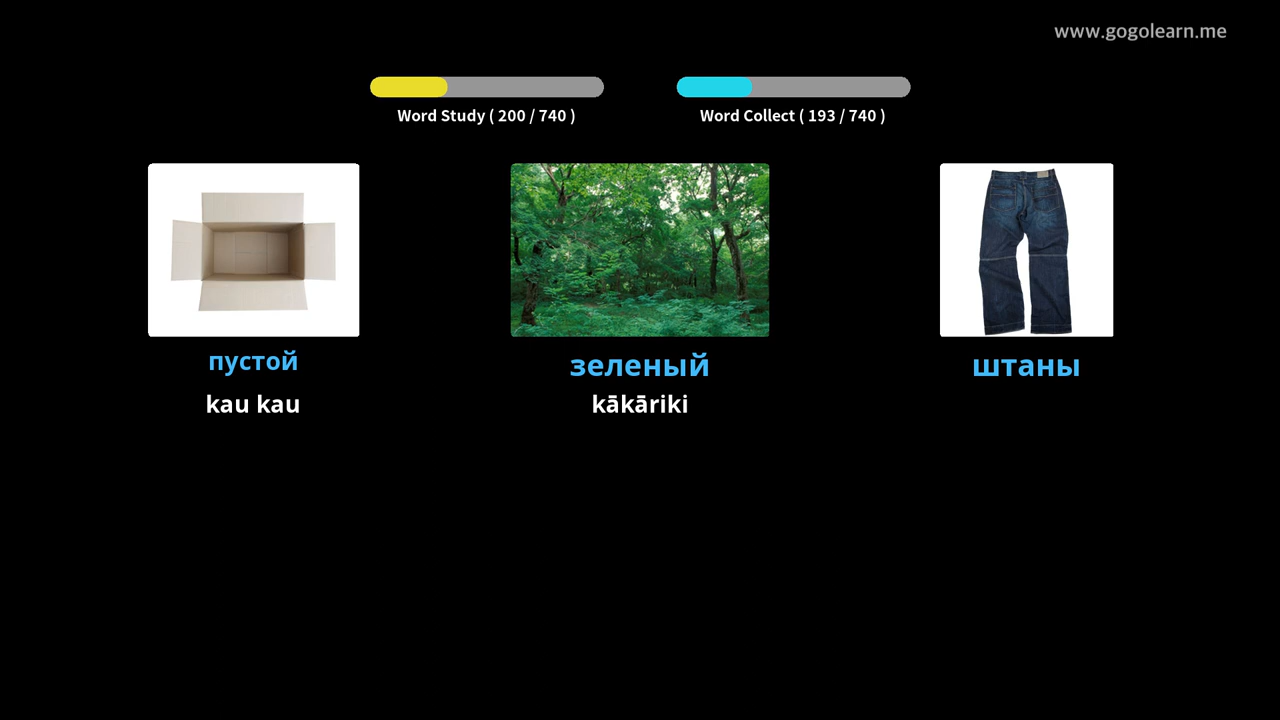 www.gogolearn.me
Word Study ( 200 / 740 )
Word Collect ( 193 / 740 )
пустой
зеленый
штаны
kau kau
kākāriki